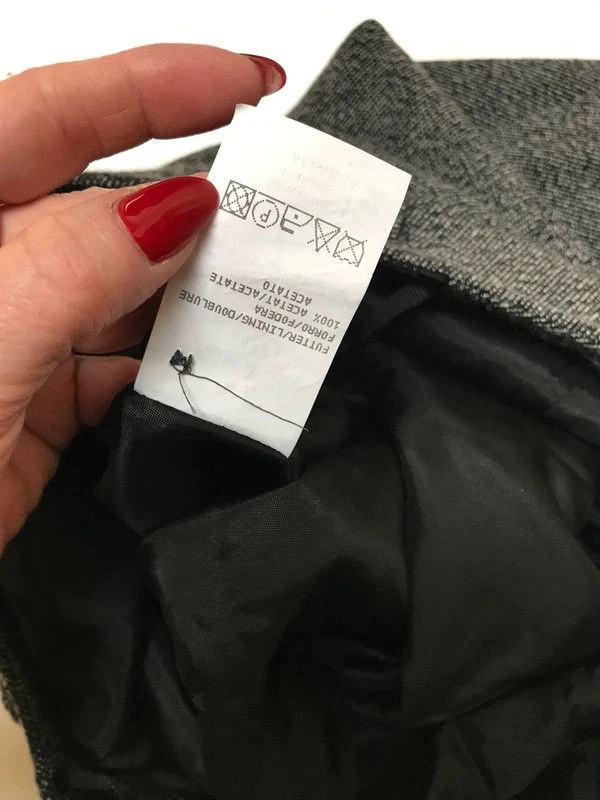 FUTTER/LINING/DOUBLURE
FORRO/FODERA
100% ACETAT/ACETATE
ACETATO
P